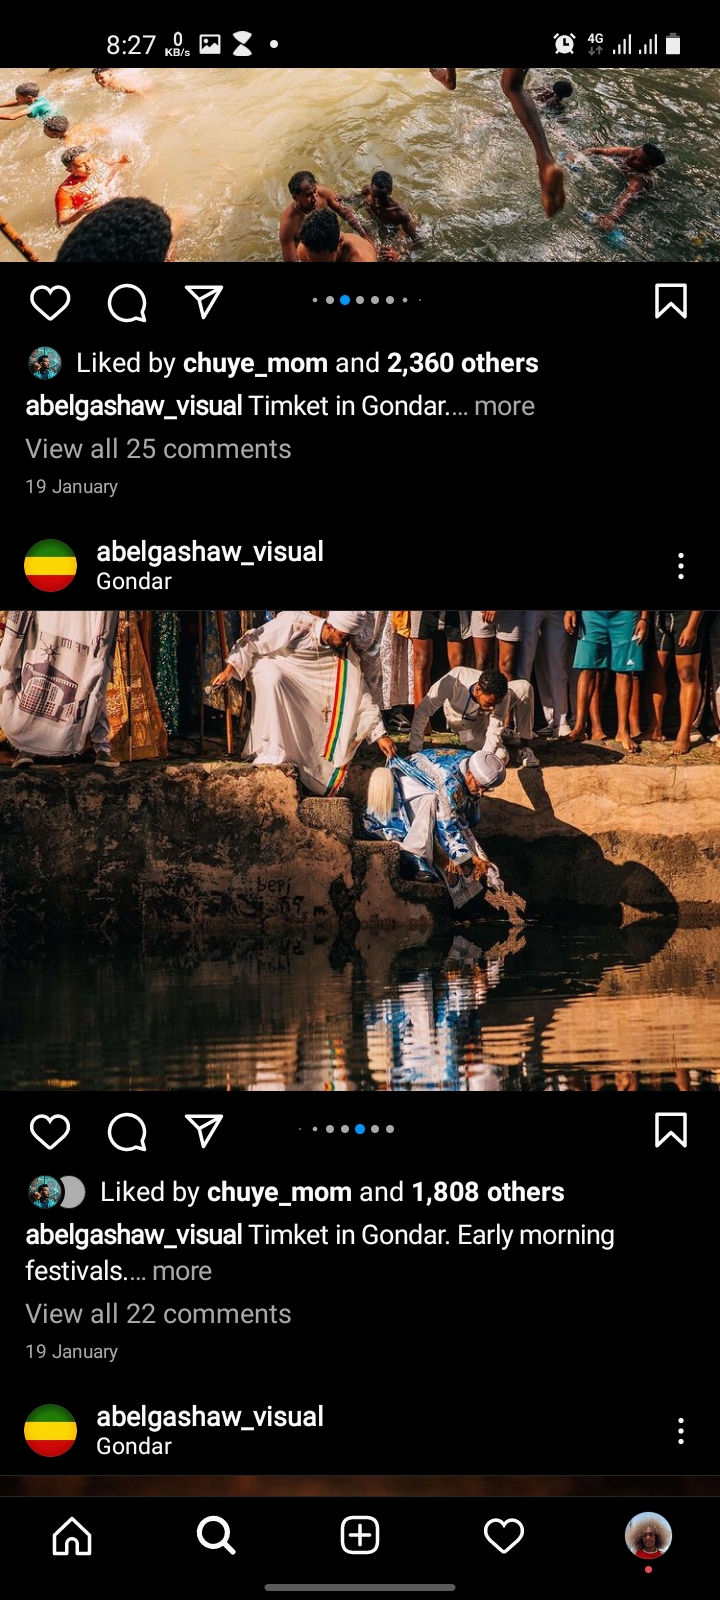 8:27 0 KB/s 4G
Liked by chuye_mom and 2,360 others
abelgashaw_visual Timket in Gondar.... more
View all 25 comments
19 January
abelgashaw_visual
Gondar
Liked by chuye_mom and 1,808 others
abelgashaw_visual Timket in Gondar. Early morning
festivals.... more
View all 22 comments
19 January
abelgashaw_visual
Gondar